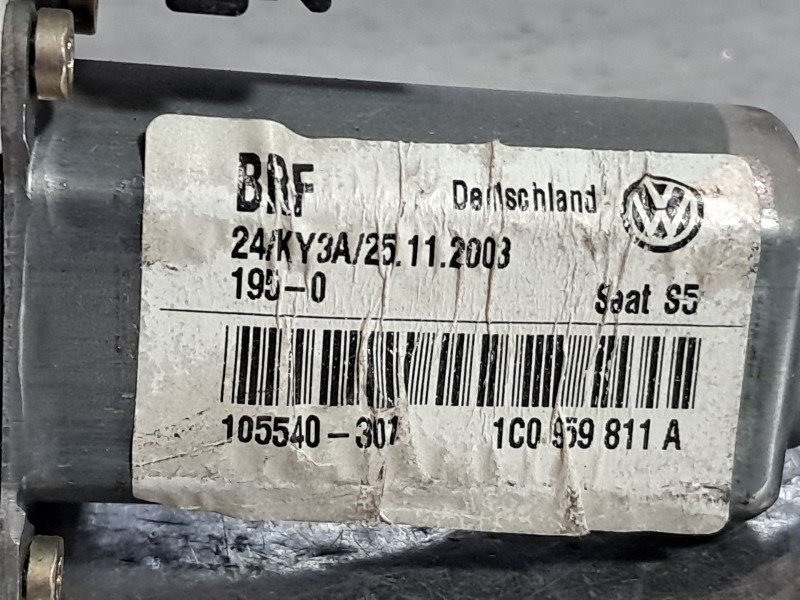 BRF Deutschland
24/KY3A/25.11.2003
195-0 Seat S5
105540-301 1C0 959 811 A